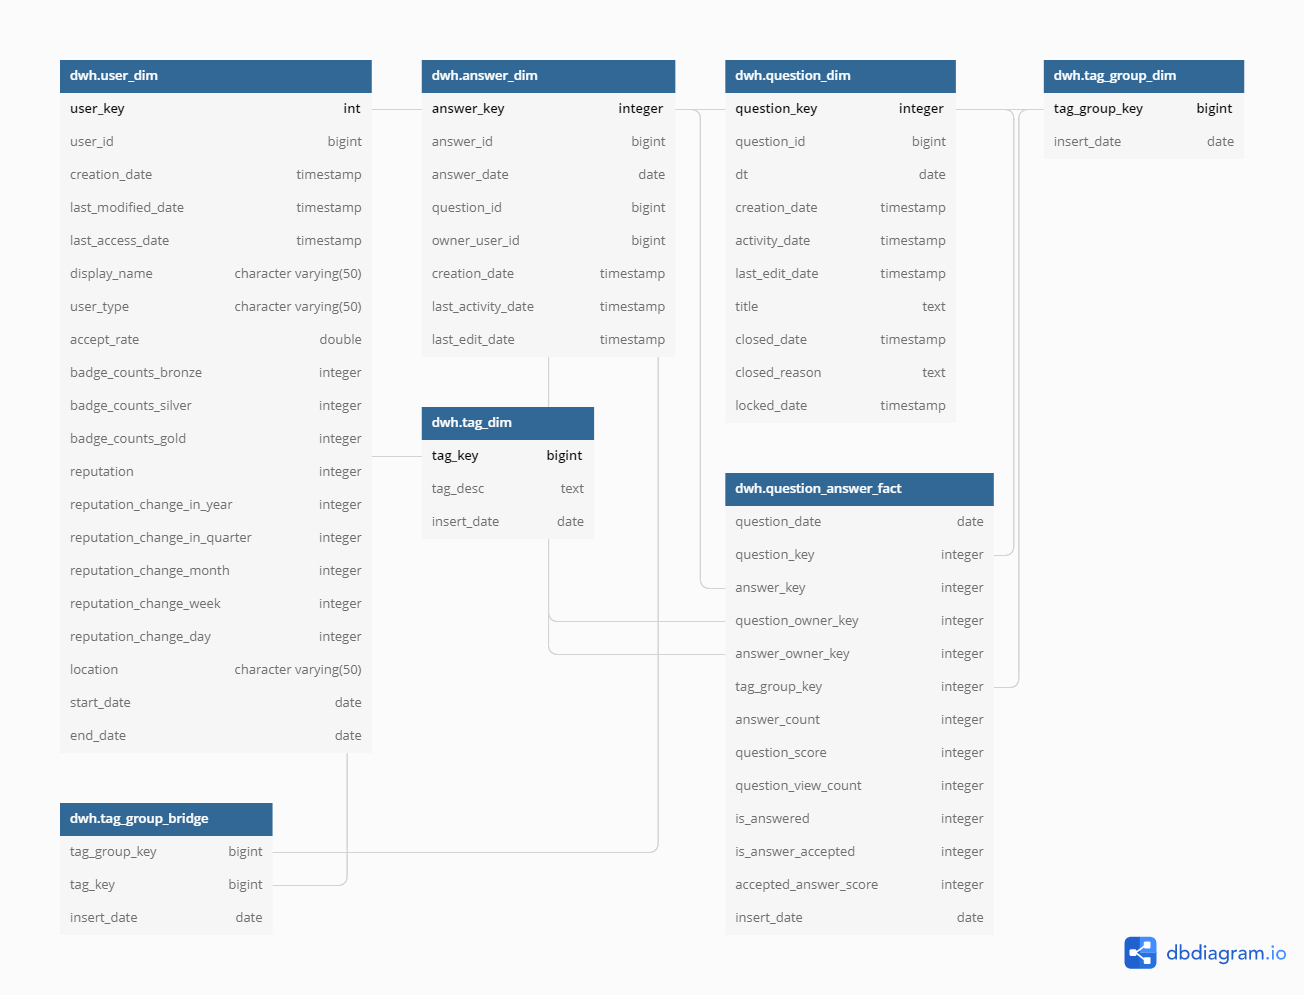 dwh.user_dim
user_key int
user_id bigint
creation_date timestamp
last_modified_date timestamp
last_access_date timestamp
display_name character varying(50)
user_type character varying(50)
accept_rate double
badge_counts_bronze integer
badge_counts_silver integer
badge_counts_gold integer
reputation integer
reputation_change_in_year integer
reputation_change_in_quarter integer
reputation_change_month integer
reputation_change_week integer
reputation_change_day integer
location character varying(50)
start_date date
end_date date
dwh.answer_dim
answer_key integer
answer_id bigint
answer_date date
question_id bigint
owner_user_id bigint
creation_date timestamp
last_activity_date timestamp
last_edit_date timestamp
dwh.question_dim
question_key integer
question_id bigint
dt date
creation_date timestamp
activity_date timestamp
last_edit_date timestamp
title text
closed_date timestamp
closed_reason text
locked_date timestamp
dwh.tag_group_dim
tag_group_key bigint
insert_date date
dwh.tag_dim
tag_key bigint
tag_desc text
insert_date date
dwh.question_answer_fact
question_date date
question_key integer
answer_key integer
question_owner_key integer
answer_owner_key integer
tag_group_key integer
answer_count integer
question_score integer
question_view_count integer
is_answered integer
is_answer_accepted integer
accepted_answer_score integer
insert_date date
dwh.tag_group_bridge
tag_group_key bigint
tag_key bigint
insert_date date
dbdiagram.io